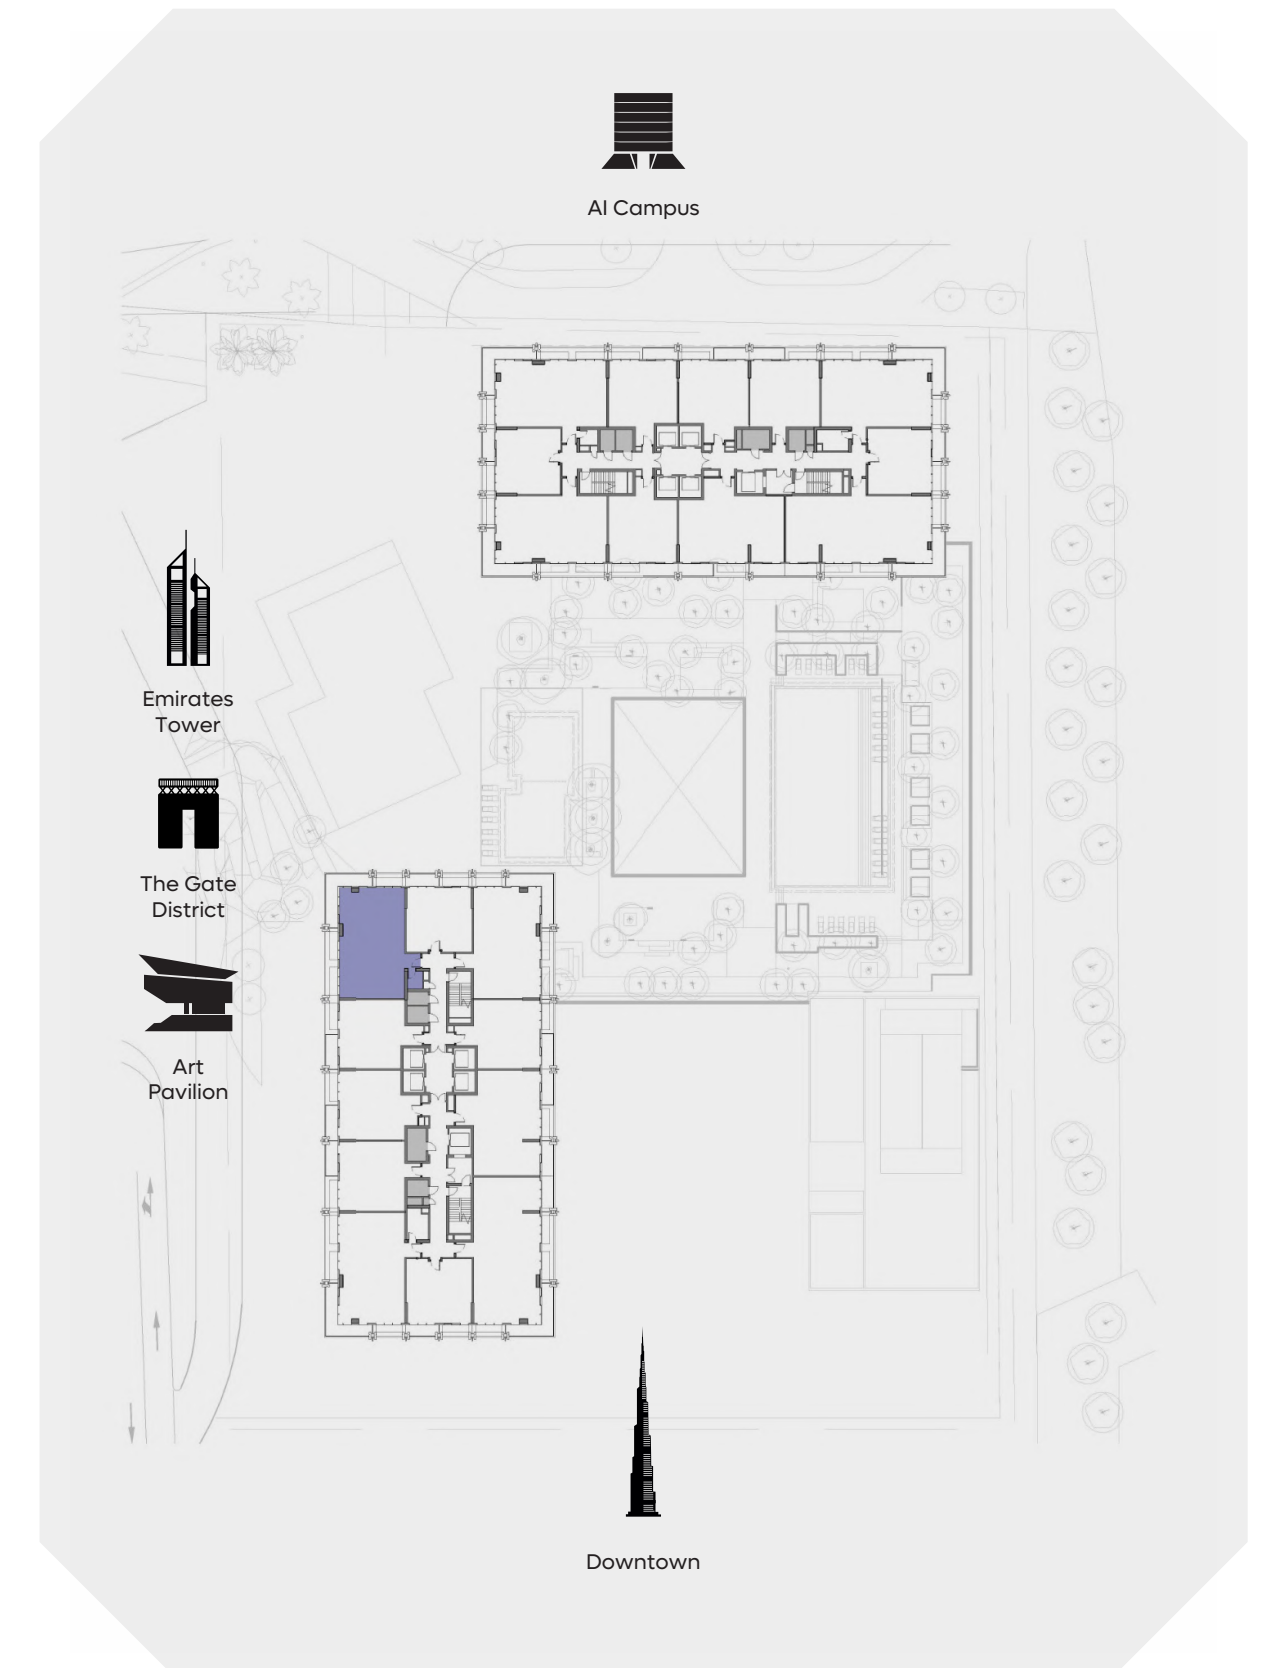 AI Campus
Emirates
Tower
The Gate
District
Art
Pavilion
Downtown